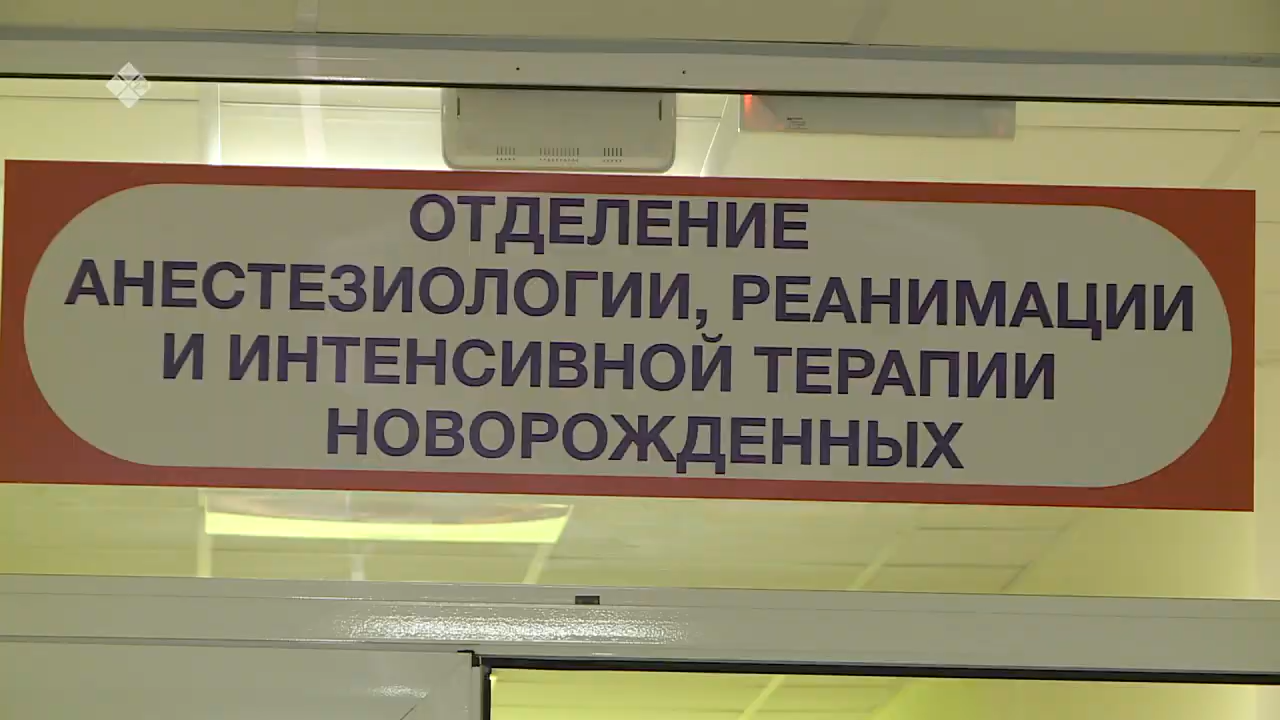 ОТДЕЛЕНИЕ
АНЕСТЕЗИОЛОГИИ, РЕАНИМАЦИИ
И ИНТЕНСИВНОЙ ТЕРАПИИ
НОВОРОЖДЕННЫХ